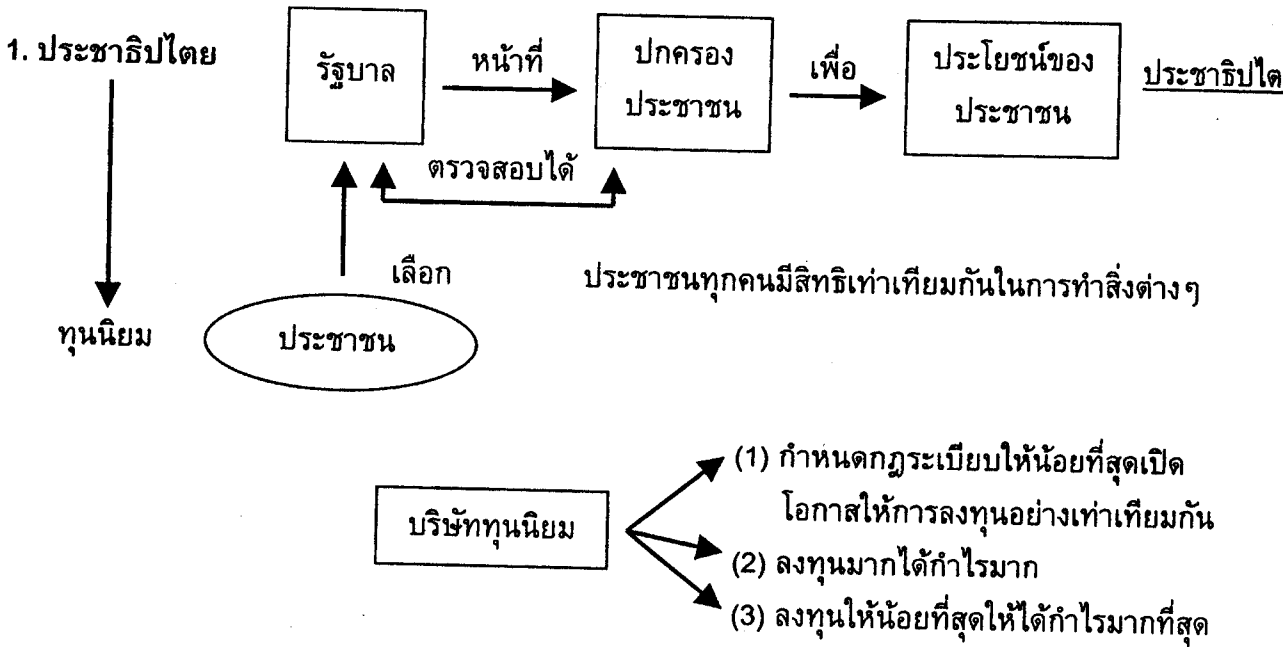 1. ประชาธิปไตย
รัฐบาล
หน้าที่
ปกครอง
ประชาชน
เพื่อ
ประโยชน์ของ
ประชาชน
ประชาธิปไต
ตรวจสอบได้
เลือก
ประชาชนทุกคนมีสิทธิเท่าเทียมกันในการทำสิ่งต่างๆ
ทุนนิยม
ประชาชน
บริษัททุนนิยม
(1) กำหนดกฎระเบียบให้น้อยที่สุดเปิด
โอกาสให้การลงทุนอย่างเท่าเทียมกัน
(2) ลงทุนมากได้กำไรมาก
(3) ลงทุนให้น้อยที่สุดให้ได้กำไรมากที่สุด